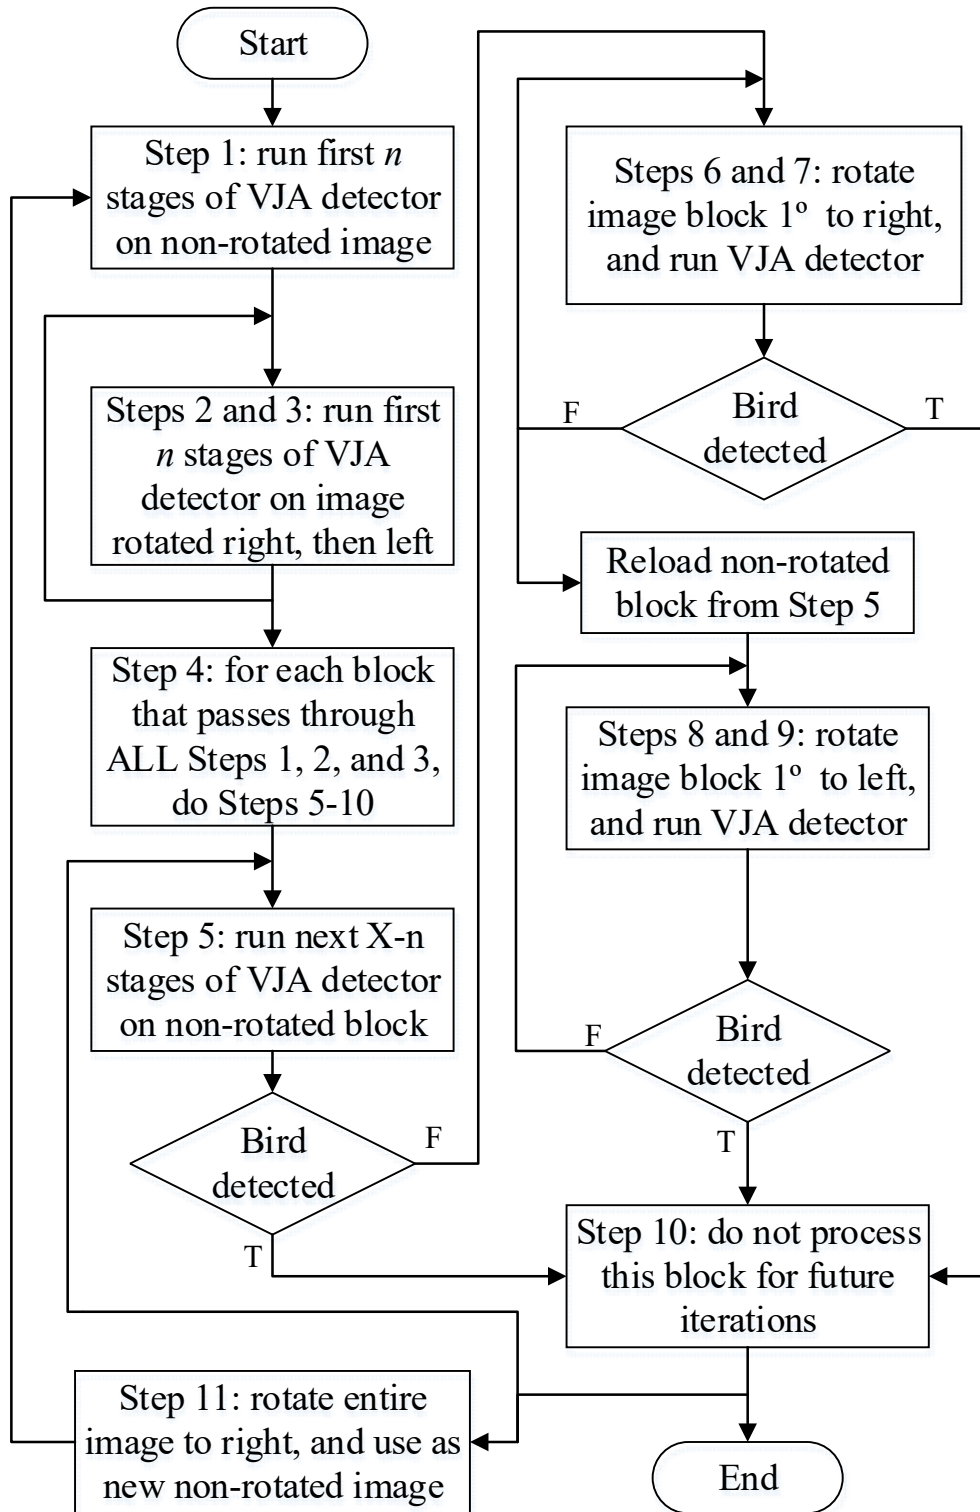 Start
Step 1: run first n
stages of VJA detector
on non-rotated image
Steps 2 and 3: run first
n stages of VJA
detector on image
rotated right, then left
Step 4: for each block
that passes through
ALL Steps 1, 2, and 3,
do Steps 5-10
Step 5: run next X-n
stages of VJA detector
on non-rotated block
Bird
detected
F
T
Steps 6 and 7: rotate
image block 1º to right,
and run VJA detector
Bird
detected
F
T
Reload non-rotated
block from Step 5
Steps 8 and 9: rotate
image block 1º to left,
and run VJA detector
Bird
detected
F
T
Step 10: do not process
this block for future
iterations
Step 11: rotate entire
image to right, and use as
new non-rotated image
End